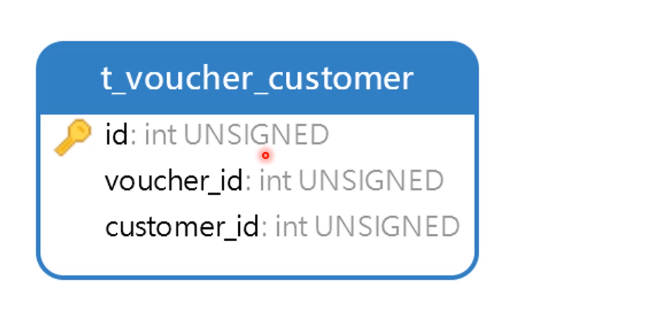 t_voucher_customer
id: int UNSIGNED
voucher_id: int UNSIGNED
customer_id: int UNSIGNED